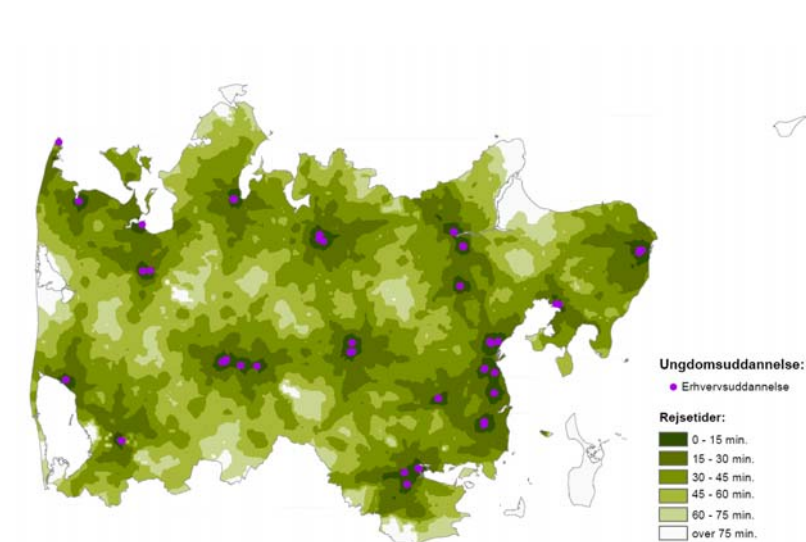 Ungdomsuddannelse:
Erhvervsuddannelse
Rejsetider:
0 - 15 min.
15 - 30 min.
30 - 45 min.
45 - 60 min.
60 - 75 min.
over 75 min.